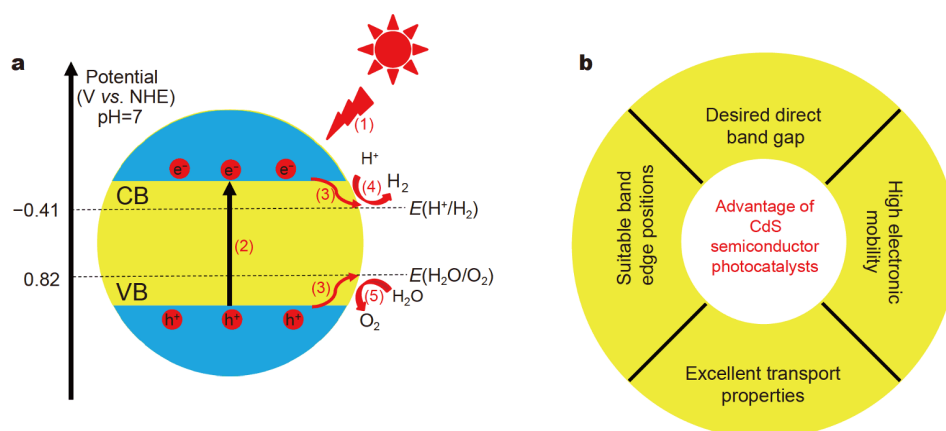 a
Potential
(V vs. NHE)
pH=7
(1)
e⁻ e⁻ e⁻
H⁺
H₂
(3)
(4)
CB
−0.41
E(H⁺/H₂)
(2)
0.82
E(H₂O/O₂)
VB
(3)
(5)
H₂O
h⁺ h⁺ h⁺
O₂
b
Desired direct
band gap
Suitable band
edge positions
Advantage of
CdS
semiconductor
photocatalysts
High electronic
mobility
Excellent transport
properties